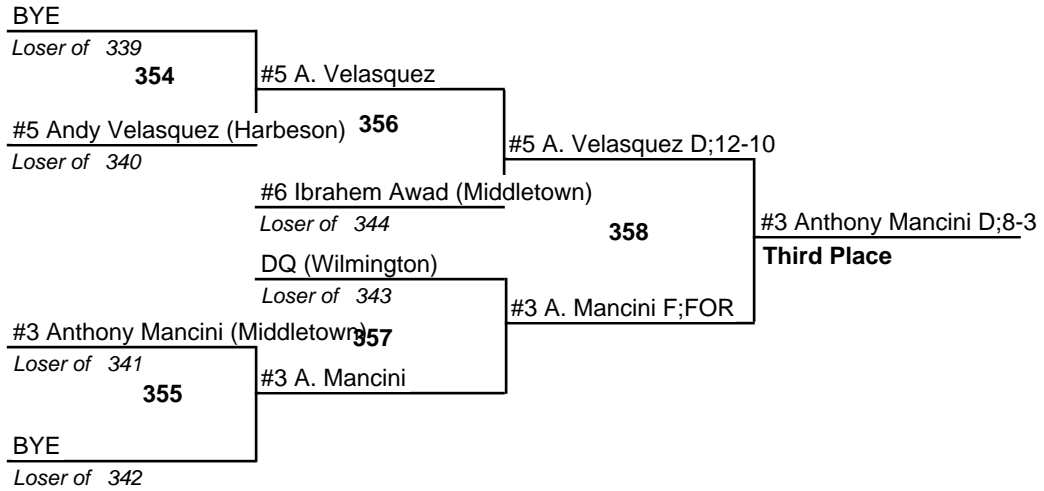 BYE
Loser of 339
354
#5 A. Velasquez
#5 Andy Velasquez (Harbeson)
356
Loser of 340
#5 A. Velasquez D;12-10
#6 Ibrahem Awad (Middletown)
Loser of 344
358
#3 Anthony Mancini D;8-3
Third Place
DQ (Wilmington)
Loser of 343
#3 A. Mancini F;FOR
#3 Anthony Mancini (Middletown)
357
Loser of 341
355
#3 A. Mancini
BYE
Loser of 342